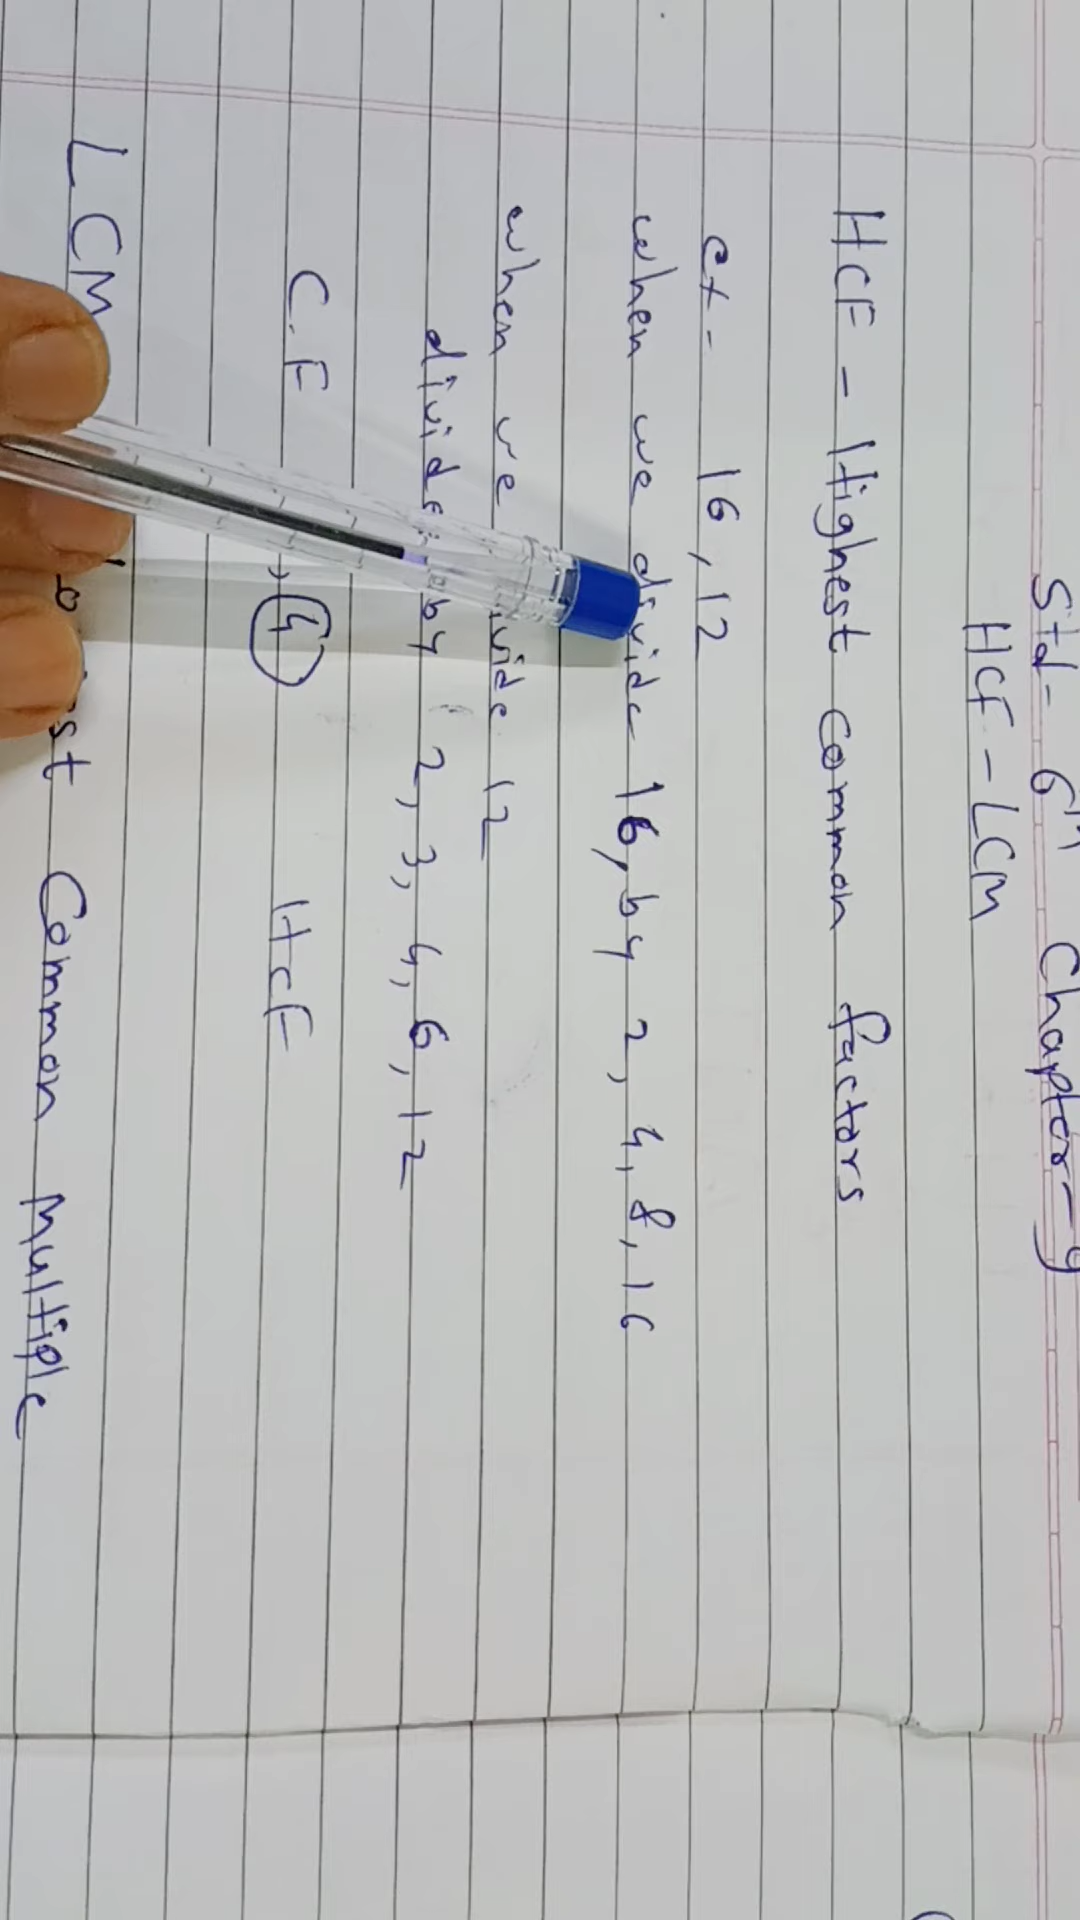 Std - 6th Chapter - 9
HCF - LCM
HCF - Highest Common factors
ex - 16, 12
when we divide 16, by 2, 4, 8, 16
when we divide 12
divide by 2, 3, 4, 6, 12
C.F , 4 HCF
LCM Common Multiple